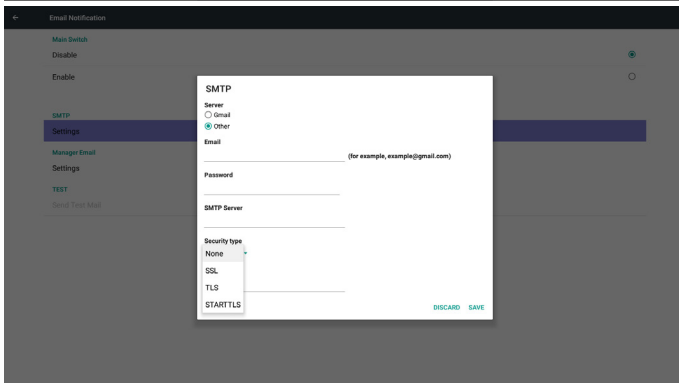 Email Notification
Main Switch
Disable
Enable
SMTP
Settings
Manager Email
Settings
TEST
Send Test Mail
SMTP
Server
Gmail
Other
Email
(for example, example@gmail.com)
Password
SMTP Server
Security type
None
SSL
TLS
STARTTLS
DISCARD SAVE